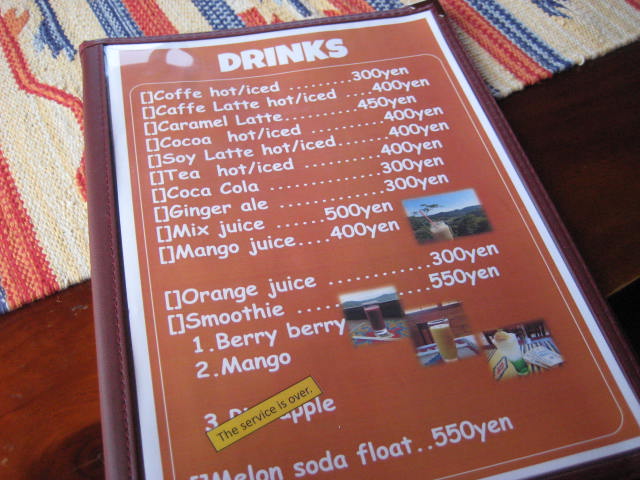 DRINKS
[]Coffe hot/iced .........300yen
[]Caffe Latte hot/iced ....400yen
[]Caramel Latte..........450yen
[]Cocoa hot/iced ..........400yen
[]Soy Latte hot/iced.......400yen
[]Tea hot/iced ............400yen
[]Coca Cola ................300yen
[]Ginger ale ...............300yen
[]Mix juice .......500yen
[]Mango juice....400yen
[]Orange juice ............300yen
[]Smoothie .................550yen
1.Berry berry
2.Mango
3.
The service is over.
[]Melon soda float..550yen